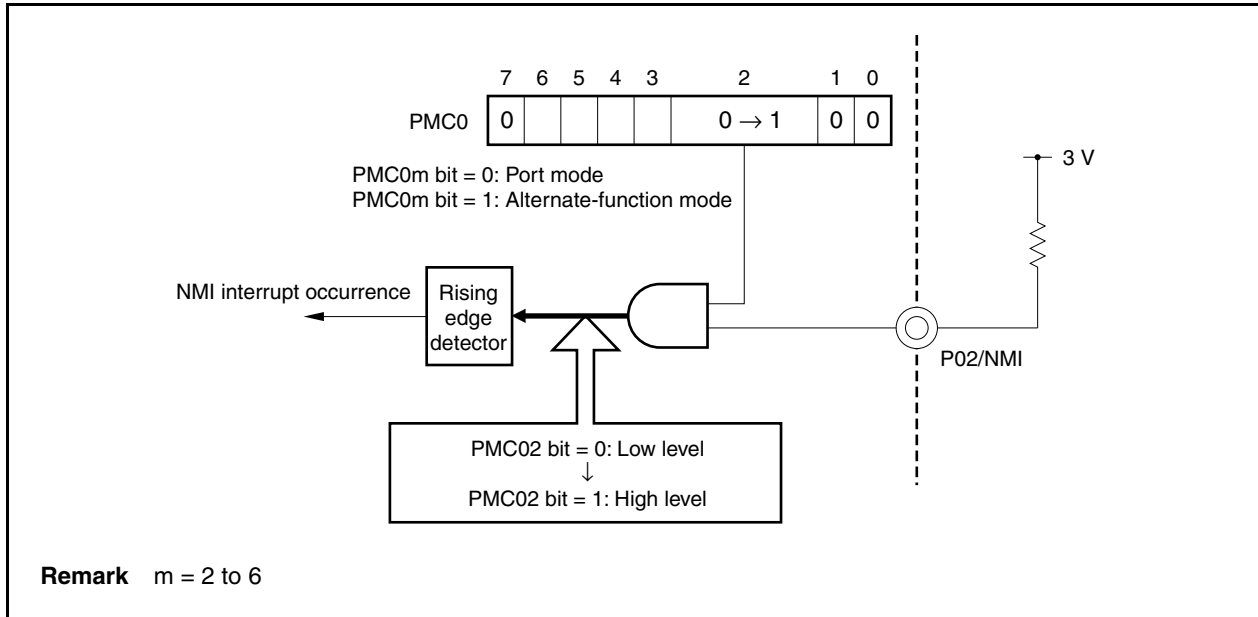 7 6 5 4 3 2 1 0
PMC0 0 0 → 1 0 0
3 V
PMC0m bit = 0: Port mode
PMC0m bit = 1: Alternate-function mode
NMI interrupt occurrence
Rising
edge
detector
P02/NMI
PMC02 bit = 0: Low level
↓
PMC02 bit = 1: High level
Remark m = 2 to 6